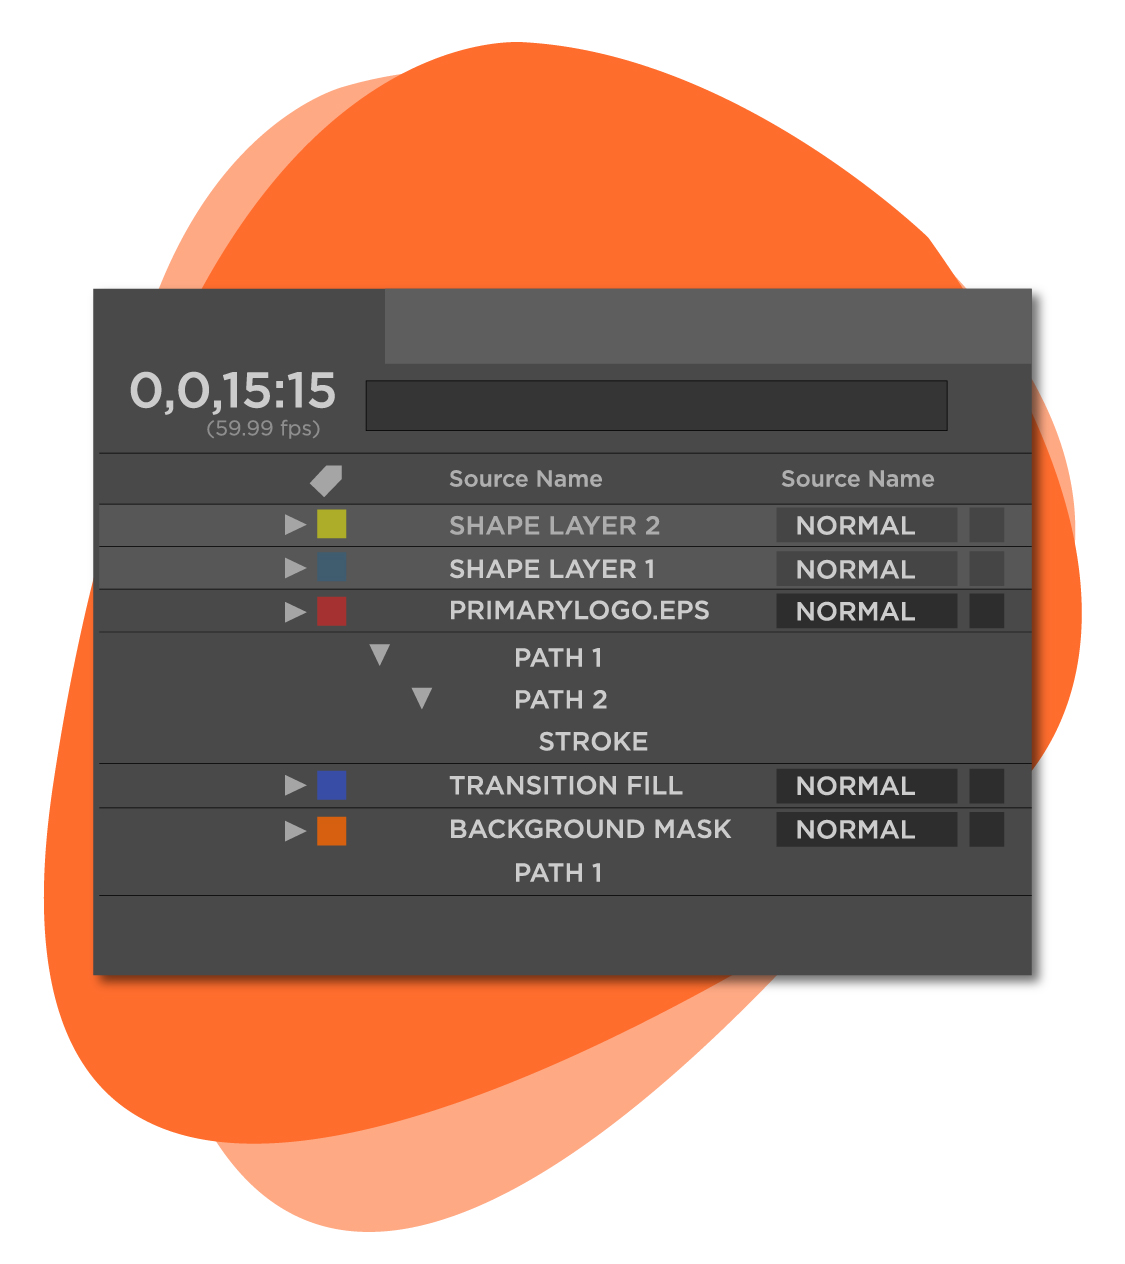 0,0,15:15
(59.99 fps)
Source Name Source Name
SHAPE LAYER 2 NORMAL
SHAPE LAYER 1 NORMAL
PRIMARYLOGO.EPS NORMAL
PATH 1
PATH 2
STROKE
TRANSITION FILL NORMAL
BACKGROUND MASK NORMAL
PATH 1